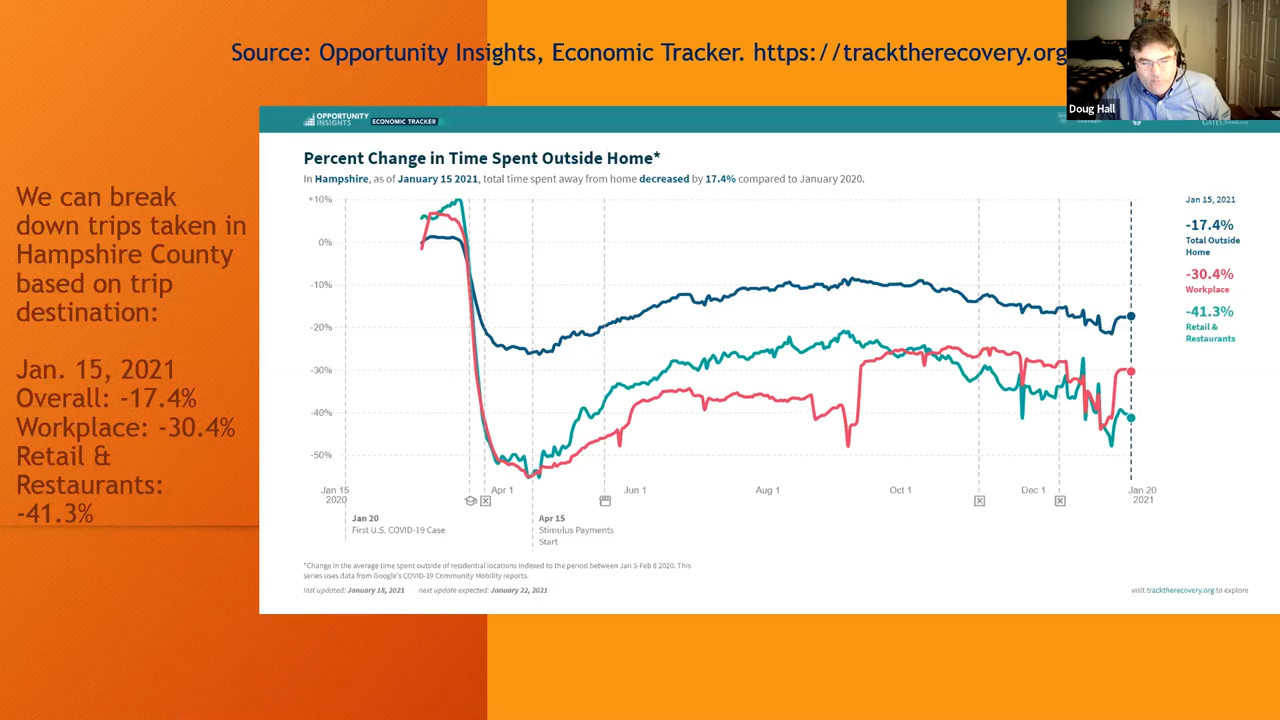 Source: Opportunity Insights, Economic Tracker. https://tracktherecovery.org
Doug Hall
OPPORTUNITY
INSIGHTS
ECONOMIC TRACKER
We can break
down trips taken in
Hampshire County
based on trip
destination:
Jan. 15, 2021
Overall: -17.4%
Workplace: -30.4%
Retail &
Restaurants:
-41.3%
Percent Change in Time Spent Outside Home*
In Hampshire, as of January 15 2021, total time spent away from home decreased by 17.4% compared to January 2020.
+10%
0%
-10%
-20%
-30%
-40%
-50%
Jan 15, 2021
-17.4%
Total Outside
Home
-30.4%
Workplace
-41.3%
Retail &
Restaurants
Jan 15
2020
Apr 1
Jun 1
Aug 1
Oct 1
Dec 1
Jan 20
2021
Jan 20
First U.S. COVID-19 Case
Apr 15
Stimulus Payments
Start
*Change in the average time spent outside of residential locations indexed to the period between Jan 3-Feb 6 2020. This
series uses data from Google's COVID-19 Community Mobility reports.
last updated: January 18, 2021 next update expected: January 22, 2021
visit tracktherecovery.org to explore